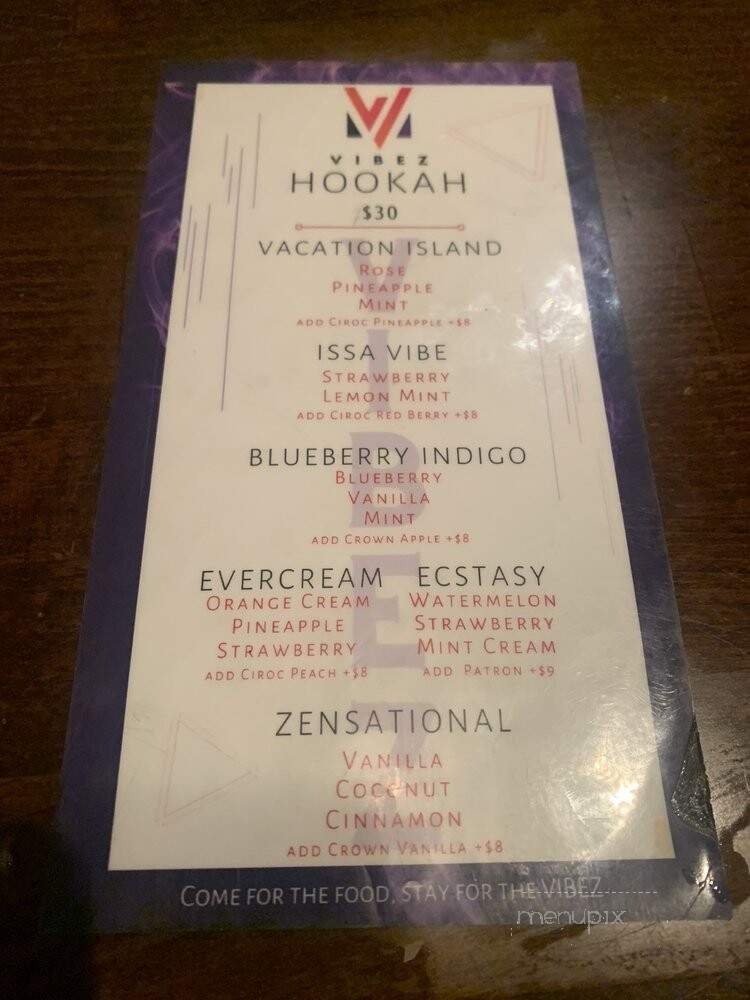 VIBEZ
HOOKAH
$30
VACATION ISLAND
ROSE
PINEAPPLE
MINT
ADD CIROC PINEAPPLE +$8
ISSA VIBE
STRAWBERRY
LEMON MINT
ADD CIROC RED BERRY +$8
BLUEBERRY INDIGO
BLUEBERRY
VANILLA
MINT
ADD CROWN APPLE +$8
EVERCREAM
ORANGE CREAM
PINEAPPLE
STRAWBERRY
ADD CIROC PEACH +$8
ECSTASY
WATERMELON
STRAWBERRY
MINT CREAM
ADD PATRON +$9
ZENSATIONAL
VANILLA
COCONUT
CINNAMON
ADD CROWN VANILLA +$8
COME FOR THE FOOD, STAY FOR THE VIBEZ
menupix
VIBEZ